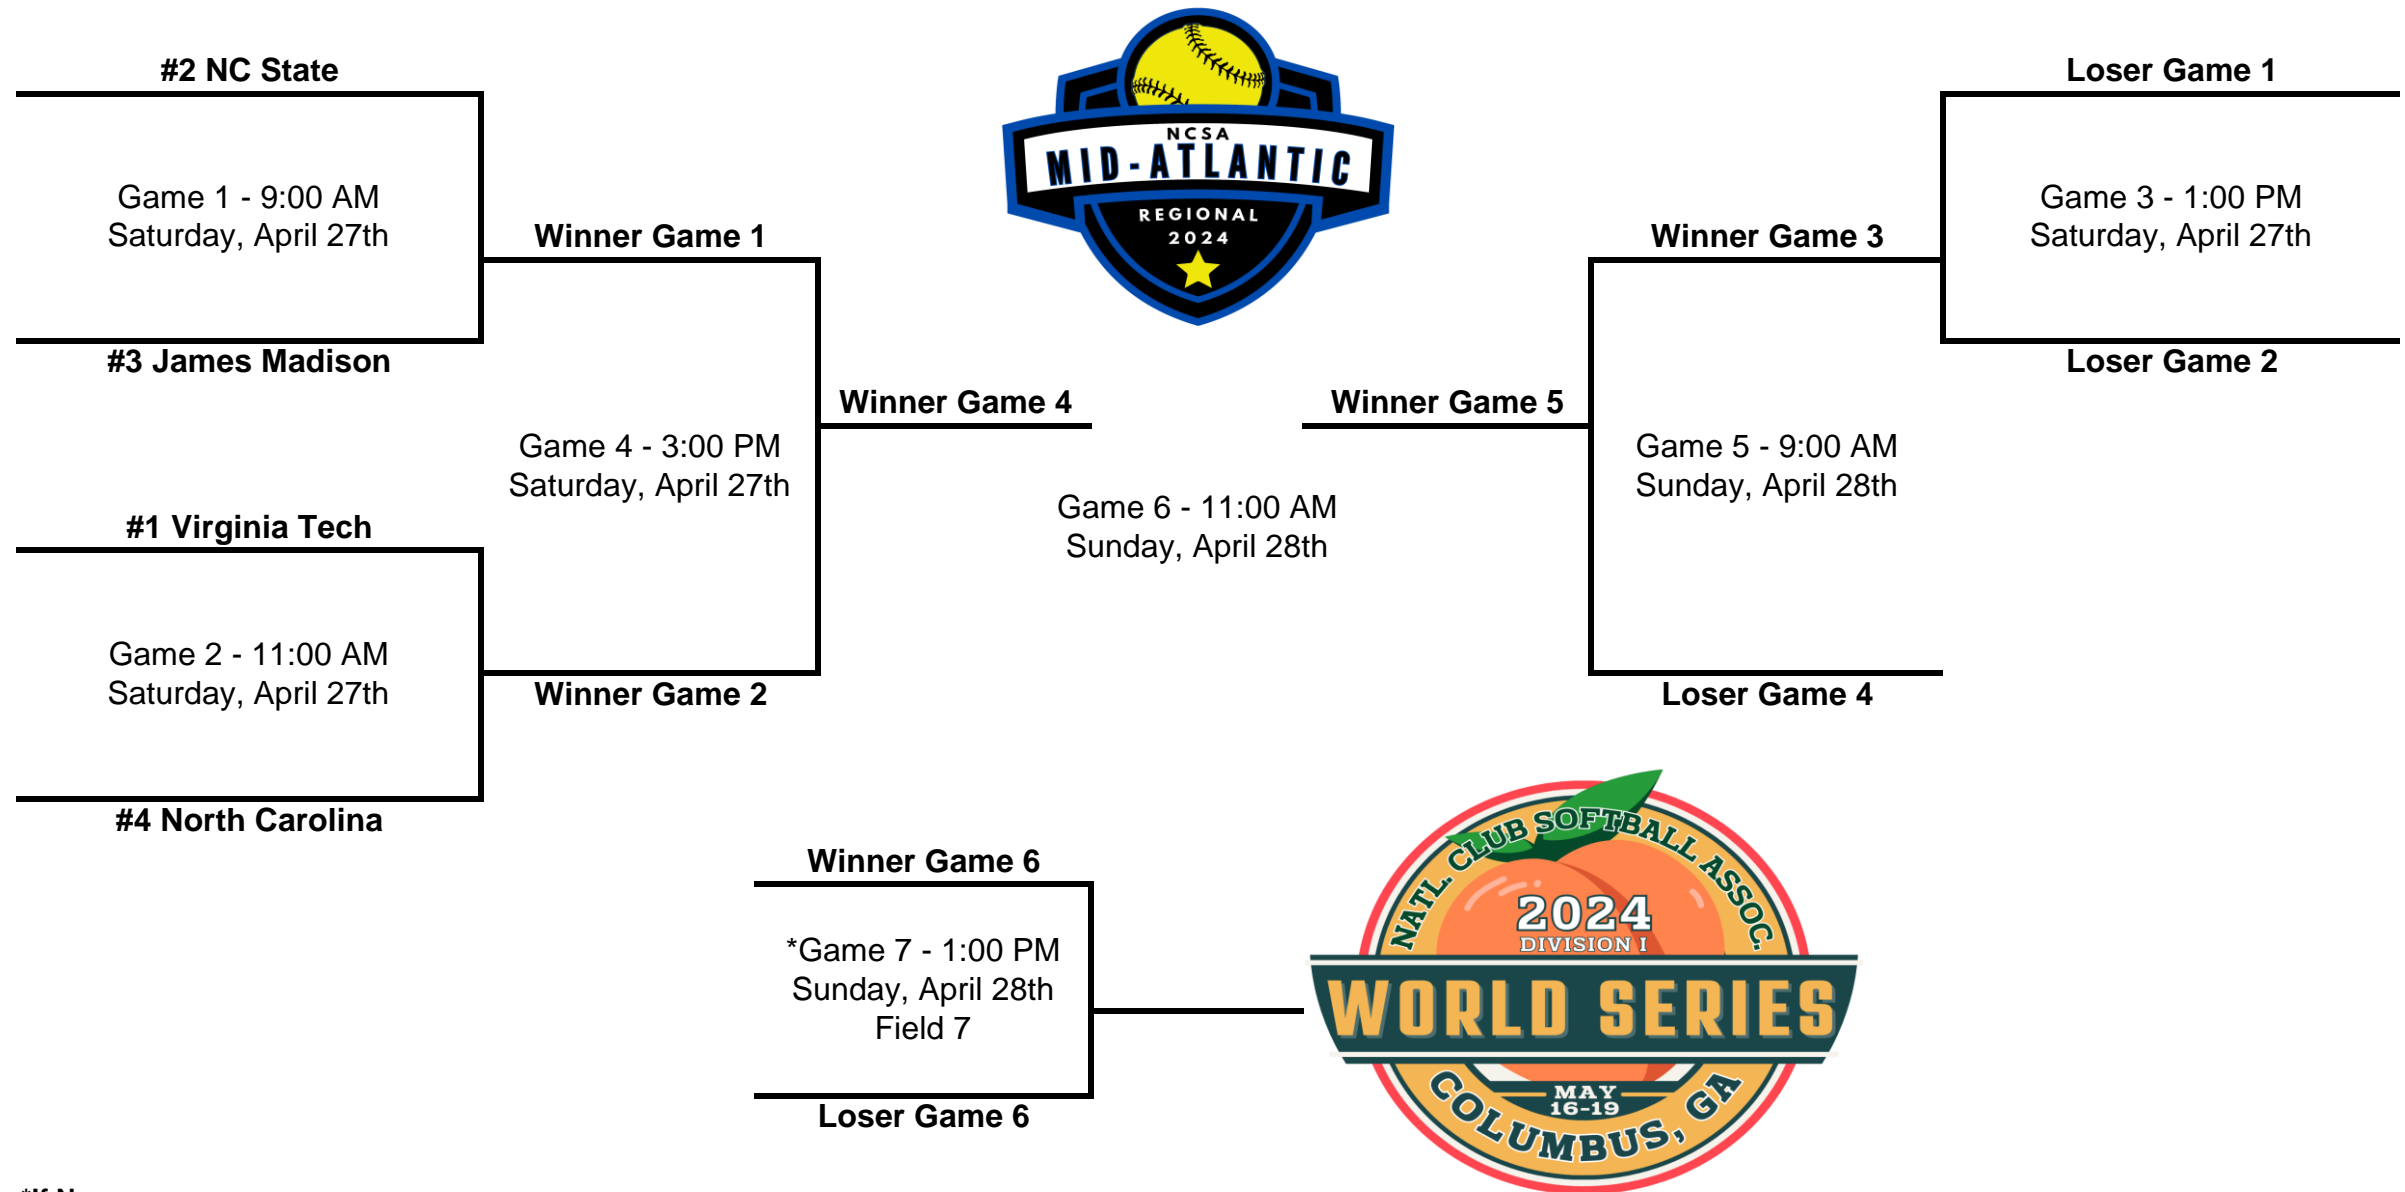 #2 NC State
Game 1 - 9:00 AM
Saturday, April 27th
#3 James Madison
Winner Game 1
#1 Virginia Tech
Game 2 - 11:00 AM
Saturday, April 27th
#4 North Carolina
Winner Game 2
Game 4 - 3:00 PM
Saturday, April 27th
Winner Game 4
NCSA
MID-ATLANTIC
REGIONAL
2024
Game 6 - 11:00 AM
Sunday, April 28th
Winner Game 5
Winner Game 3
Game 5 - 9:00 AM
Sunday, April 28th
Loser Game 4
Loser Game 1
Game 3 - 1:00 PM
Saturday, April 27th
Loser Game 2
Winner Game 6
*Game 7 - 1:00 PM
Sunday, April 28th
Field 7
Loser Game 6
NATL. CLUB SOFTBALL ASSOC.
2024
DIVISION I
WORLD SERIES
MAY
16-19
COLUMBUS, GA
*If